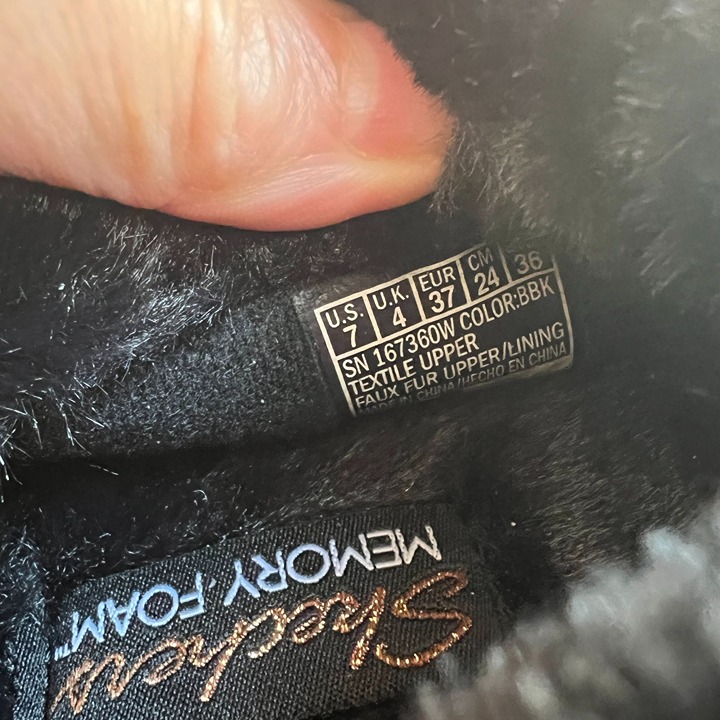 U.S. U.K. EUR CM
7 4 37 24 36
SN 167360W COLOR:BBK
TEXTILE UPPER
FAUX FUR UPPER/LINING
MADE IN CHINA/HECHO EN CHINA
Skechers
MEMORY FOAM™